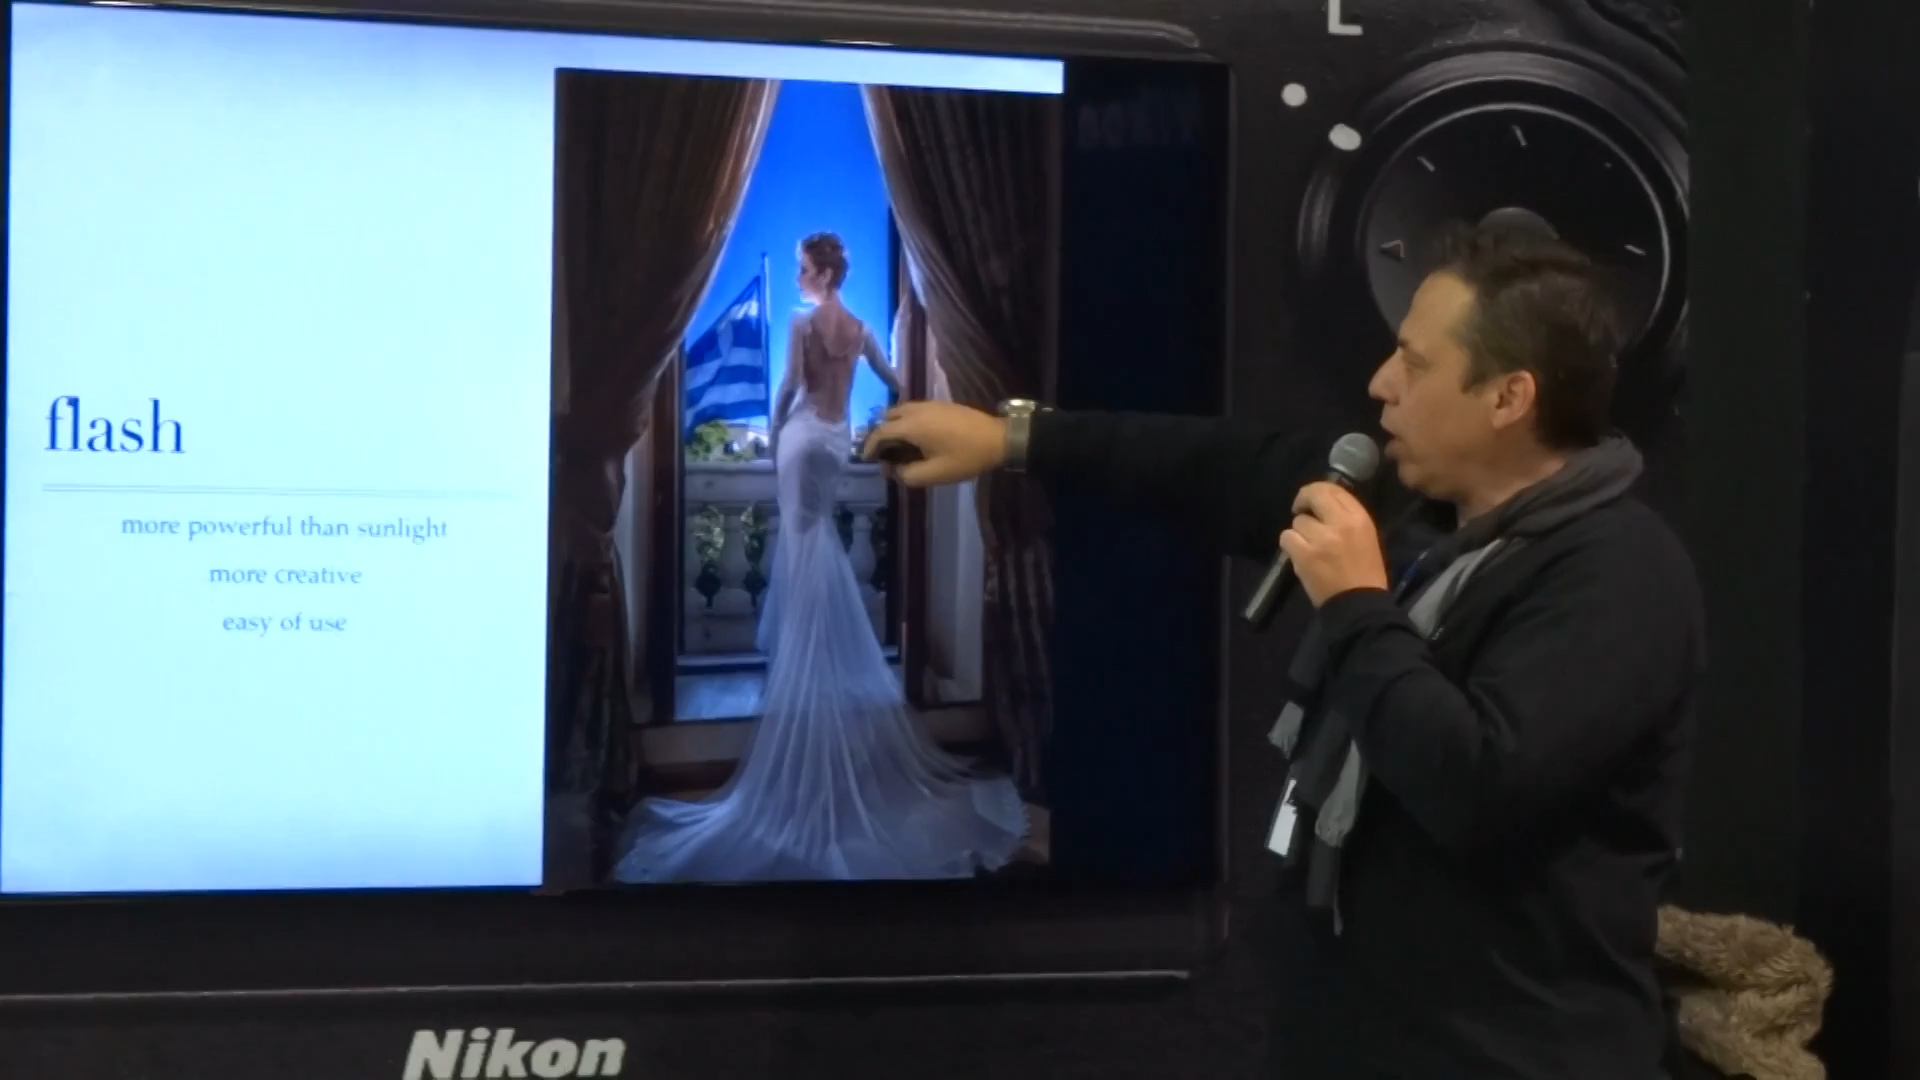 L
flash
more powerful than sunlight
more creative
easy of use
Nikon